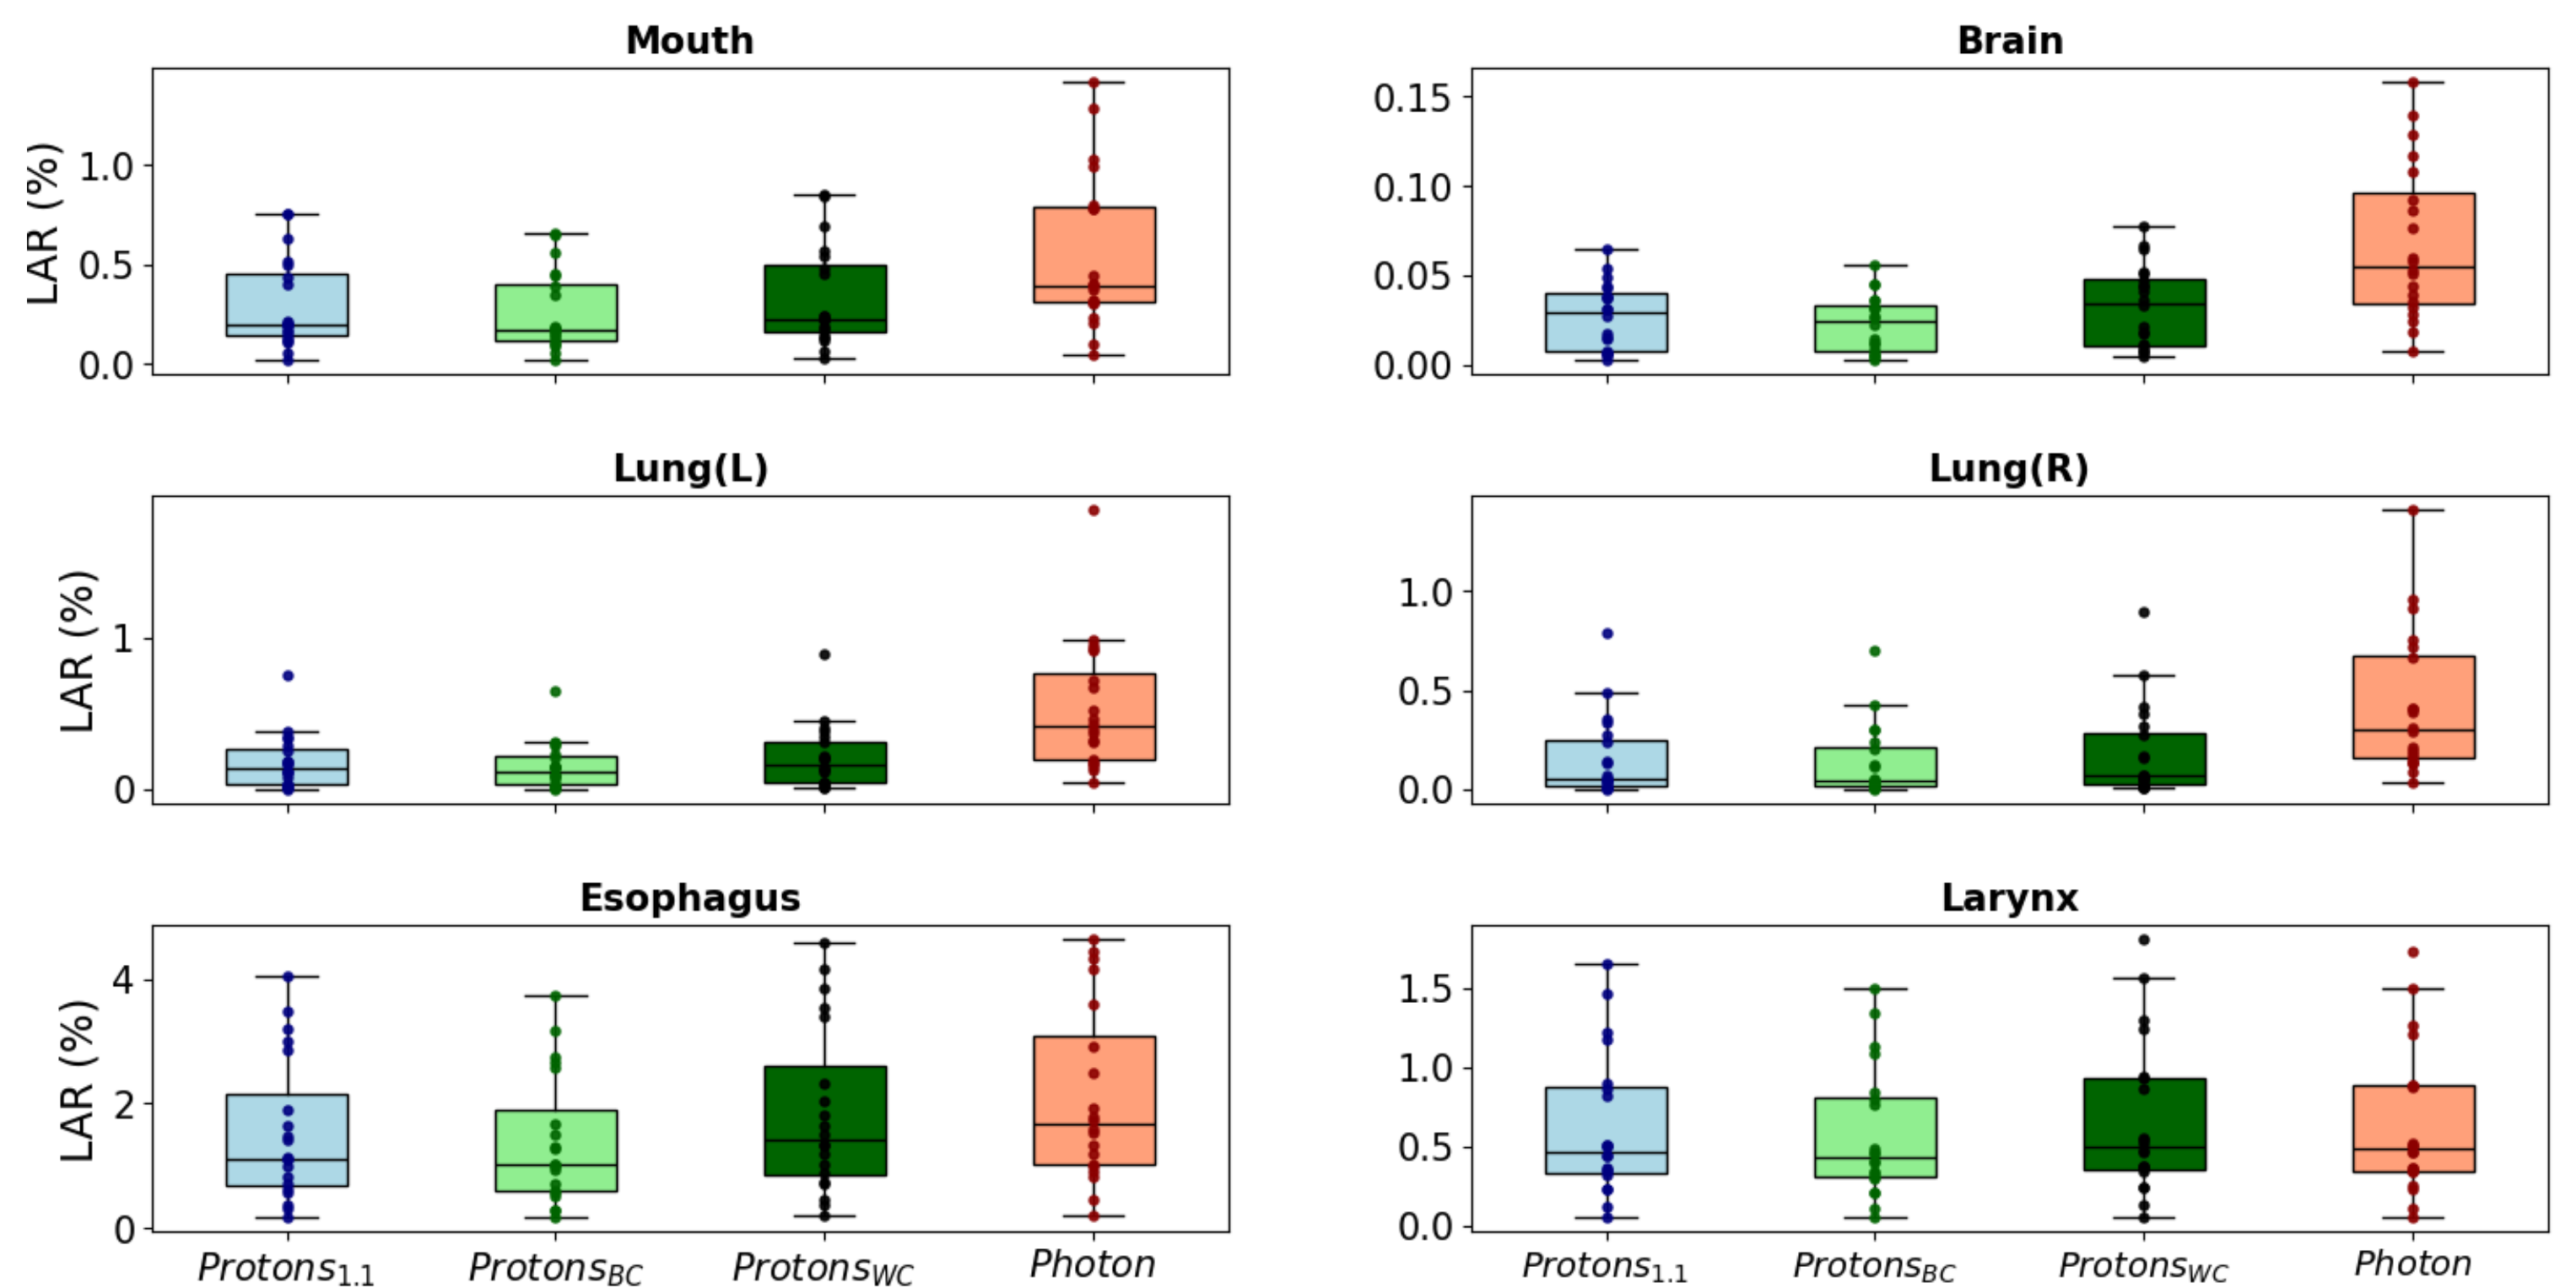 Mouth
LAR (%)
1.0
0.5
0.0
Brain
0.15
0.10
0.05
0.00
Lung(L)
LAR (%)
1
0
Lung(R)
1.0
0.5
0.0
Esophagus
LAR (%)
4
2
0
Protons1.1 ProtonsBC ProtonsWC Photon
Larynx
1.5
1.0
0.5
0.0
Protons1.1 ProtonsBC ProtonsWC Photon